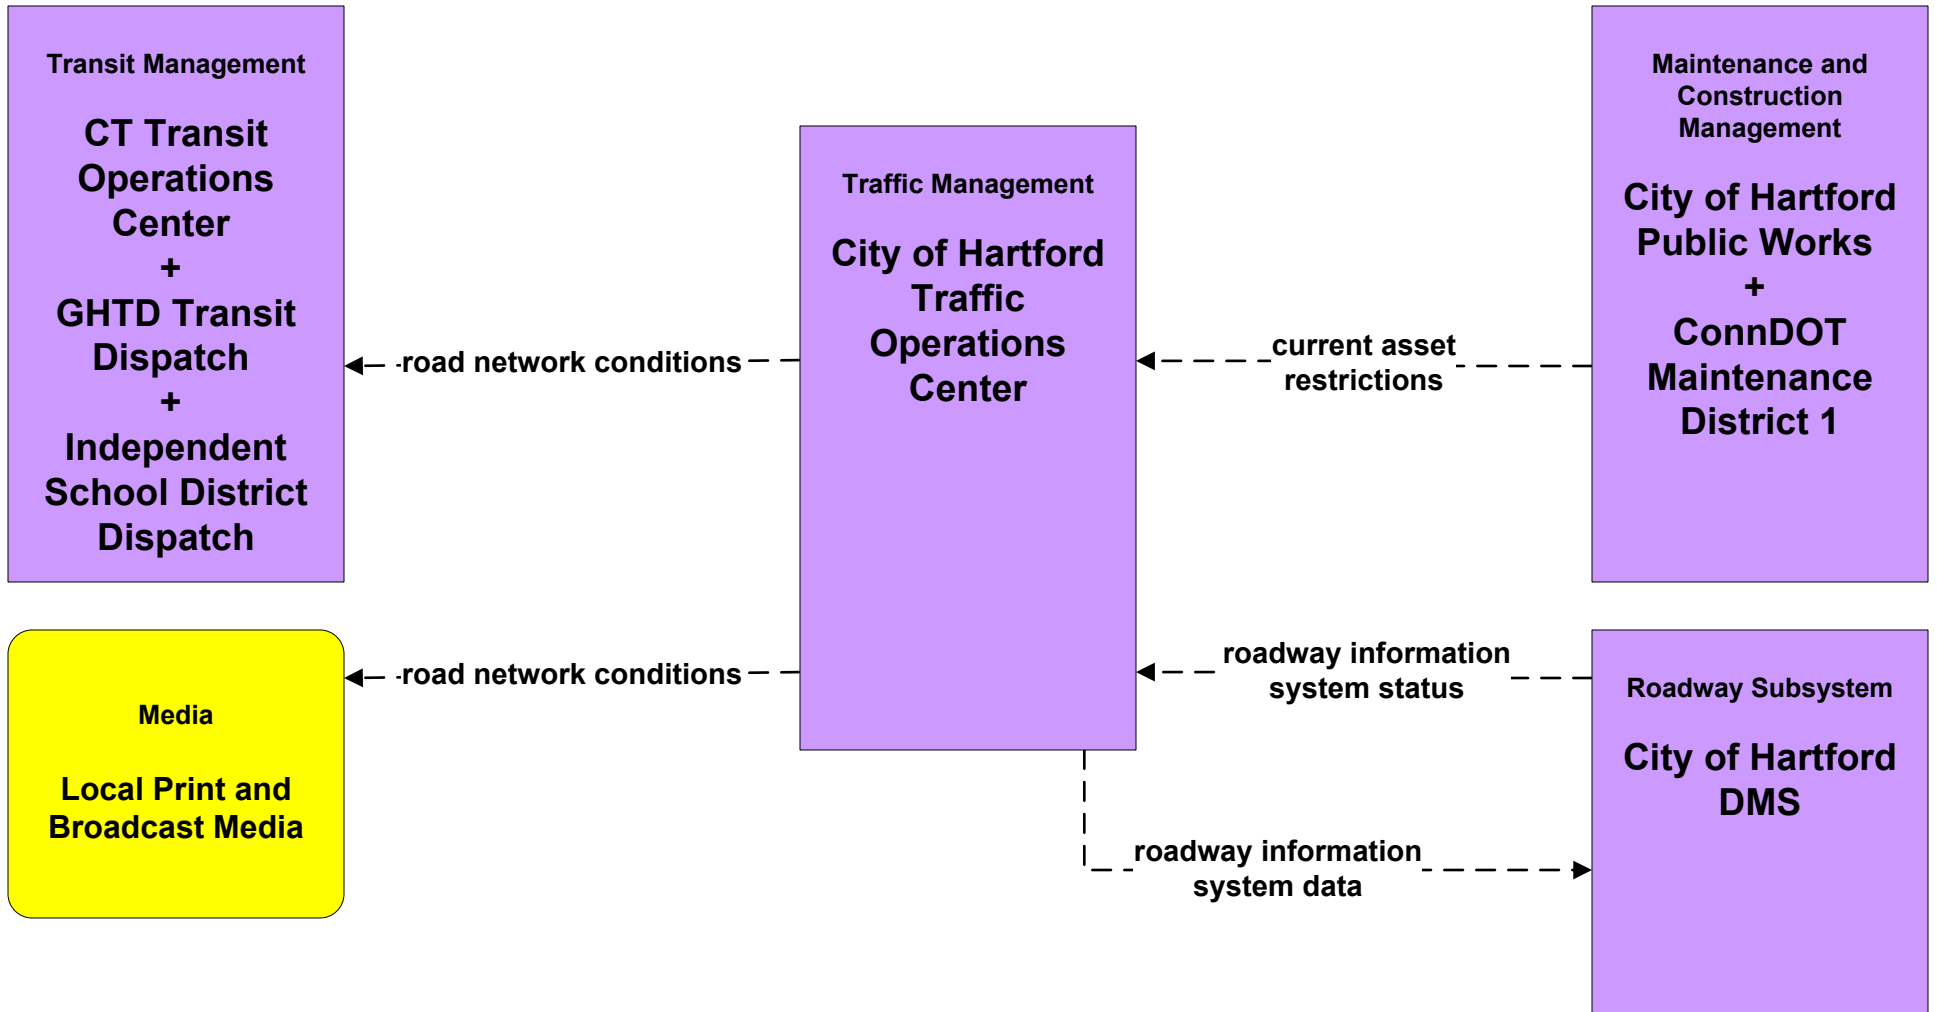 Transit Management
CT Transit
Operations
Center
+
GHTD Transit
Dispatch
+
Independent
School District
Dispatch
Media
Local Print and
Broadcast Media
road network conditions
road network conditions
Traffic Management
City of Hartford
Traffic
Operations
Center
current asset
restrictions
roadway information
system status
roadway information
system data
Maintenance and
Construction
Management
City of Hartford
Public Works
+
ConnDOT
Maintenance
District 1
Roadway Subsystem
City of Hartford
DMS